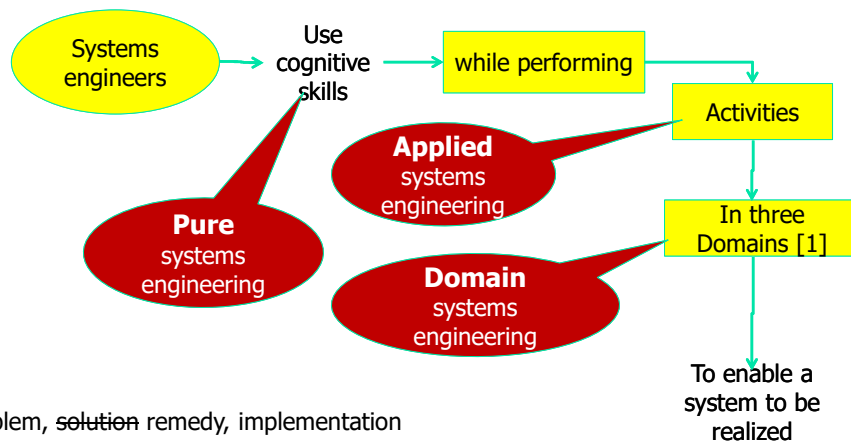 Systems
engineers
Use
cognitive
skills
while performing
Activities
Applied
systems
engineering
Pure
systems
engineering
In three
Domains [1]
Domain
systems
engineering
To enable a
system to be
realized
blem, solution remedy, implementation